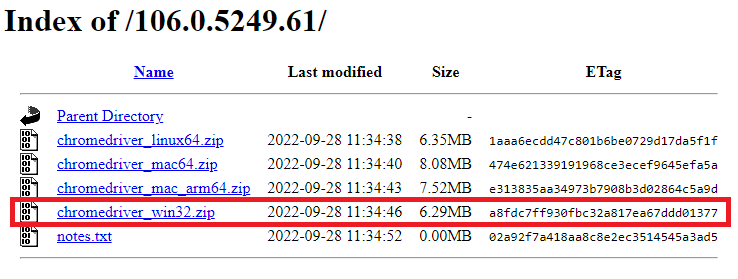 Index of /106.0.5249.61/
Name Last modified Size ETag
Parent Directory -
chromedriver_linux64.zip 2022-09-28 11:34:38 6.35MB 1aaa6ecdd47c801b6be0729d17da5f1f
chromedriver_mac64.zip 2022-09-28 11:34:40 8.08MB 474e621339191968ce3ecef9645efa5a
chromedriver_mac_arm64.zip 2022-09-28 11:34:43 7.52MB e313835aa34973b7908b3d02864c5a9d
chromedriver_win32.zip 2022-09-28 11:34:46 6.29MB a8fdc7ff930fbc32a817ea67ddd01377
notes.txt 2022-09-28 11:34:52 0.00MB 02a92f7a418aa8c8e2ec3514545a3ad5